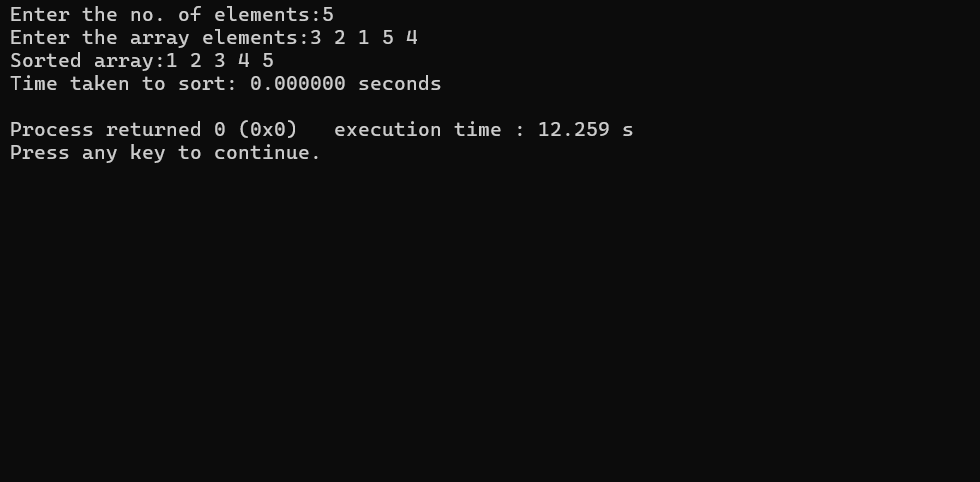 Enter the no. of elements:5
Enter the array elements:3 2 1 5 4
Sorted array:1 2 3 4 5
Time taken to sort: 0.000000 seconds
Process returned 0 (0x0)   execution time : 12.259 s
Press any key to continue.